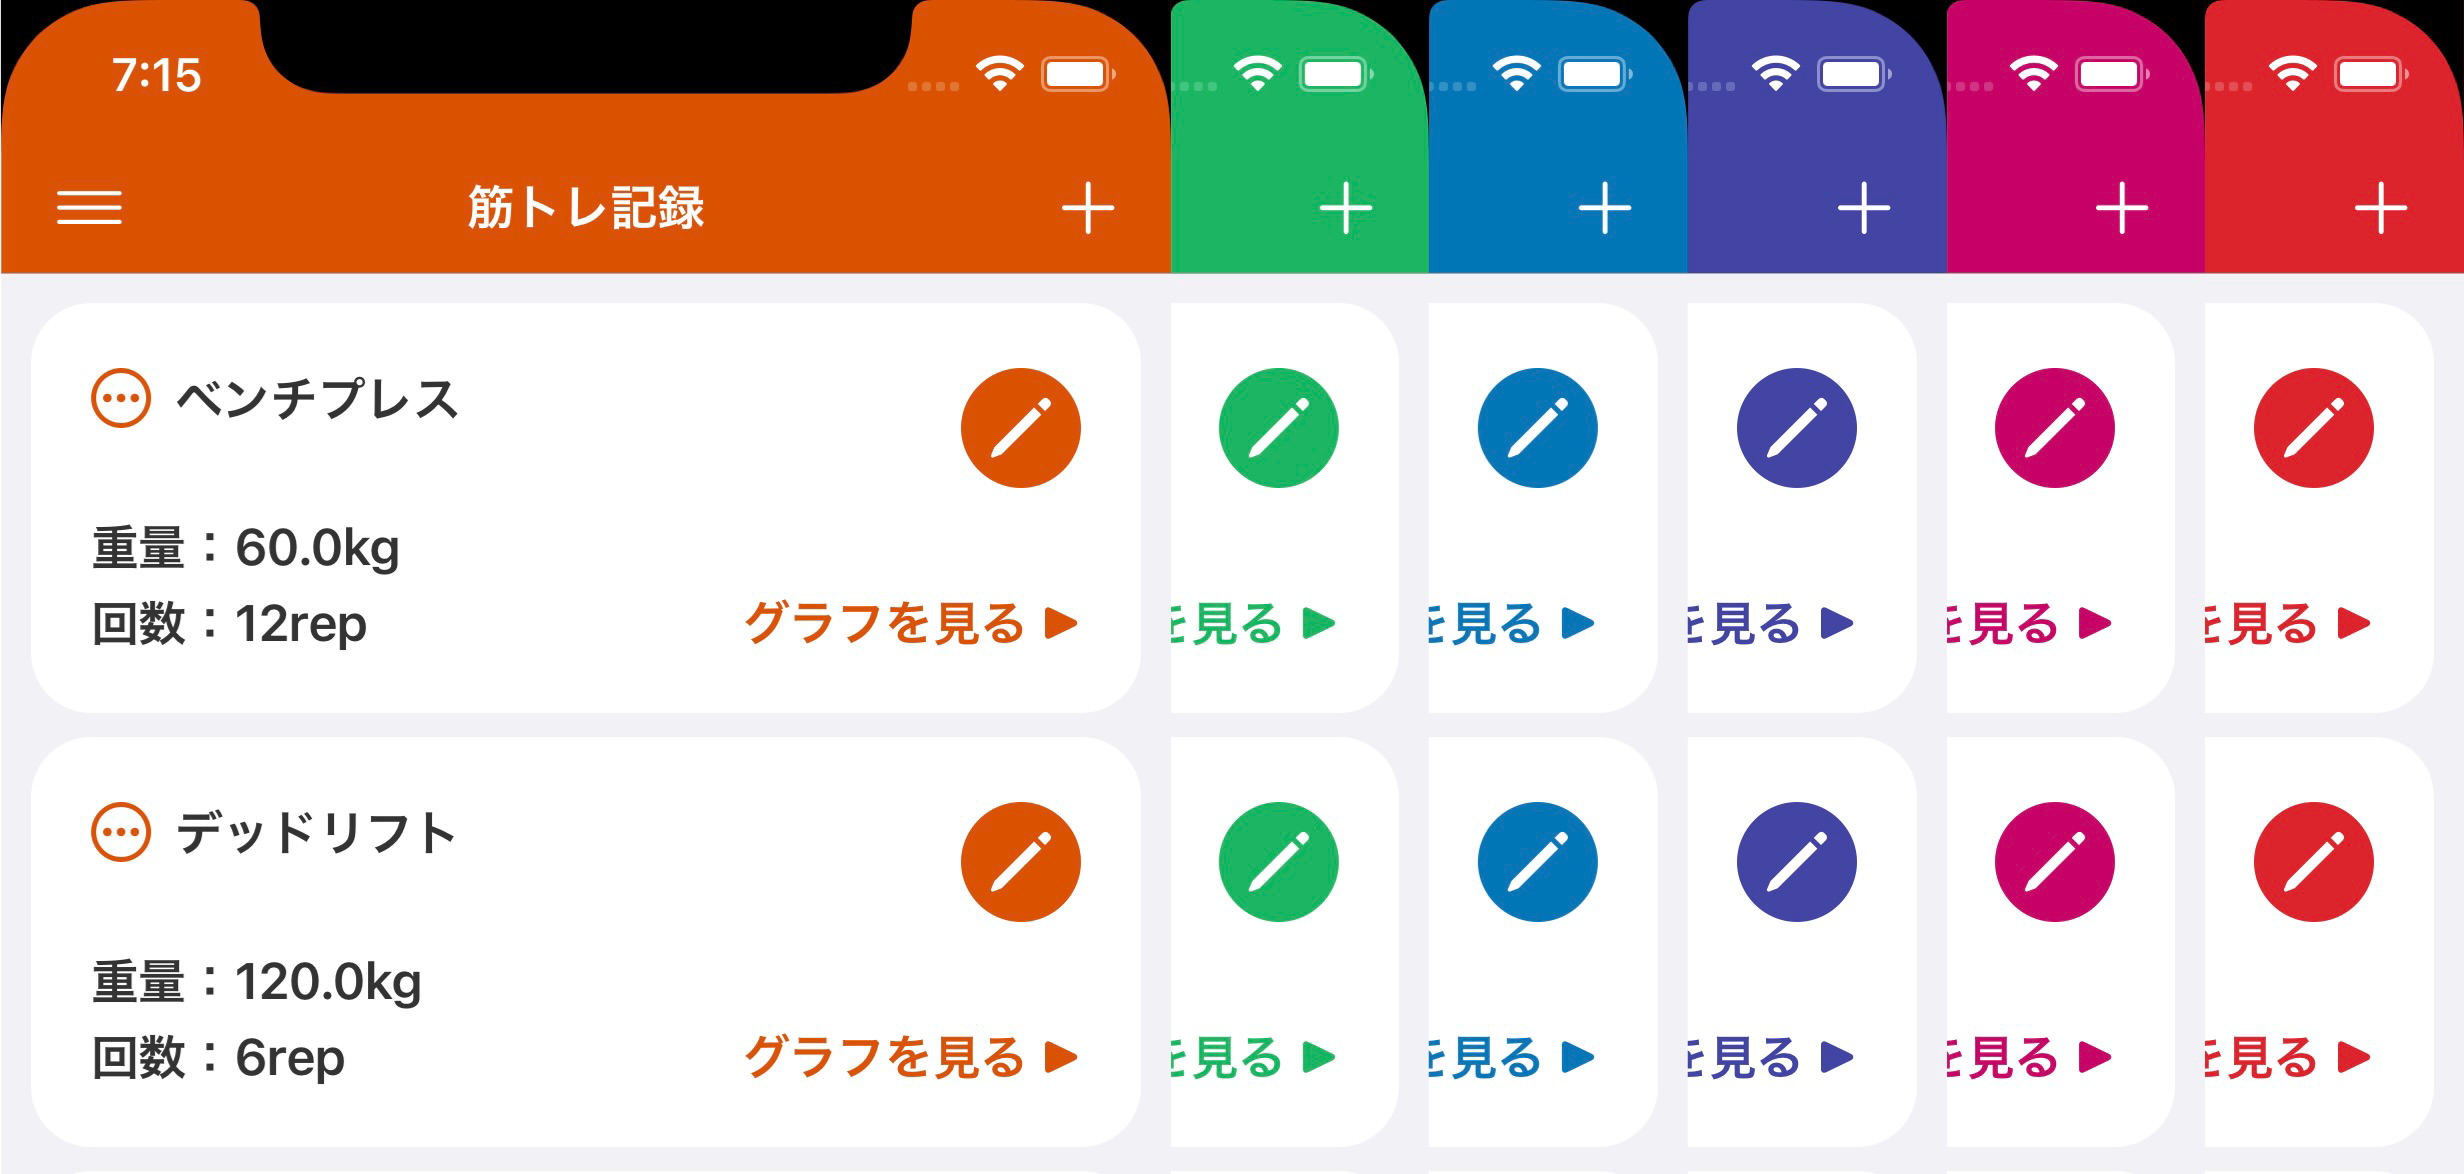 7:15
筋トレ記録
ベンチプレス
重量：60.0kg
回数：12rep
グラフを見る ▶
を見る ▶
を見る ▶
を見る ▶
を見る ▶
を見る ▶
デッドリフト
重量：120.0kg
回数：6rep
グラフを見る ▶
を見る ▶
を見る ▶
を見る ▶
を見る ▶
を見る ▶